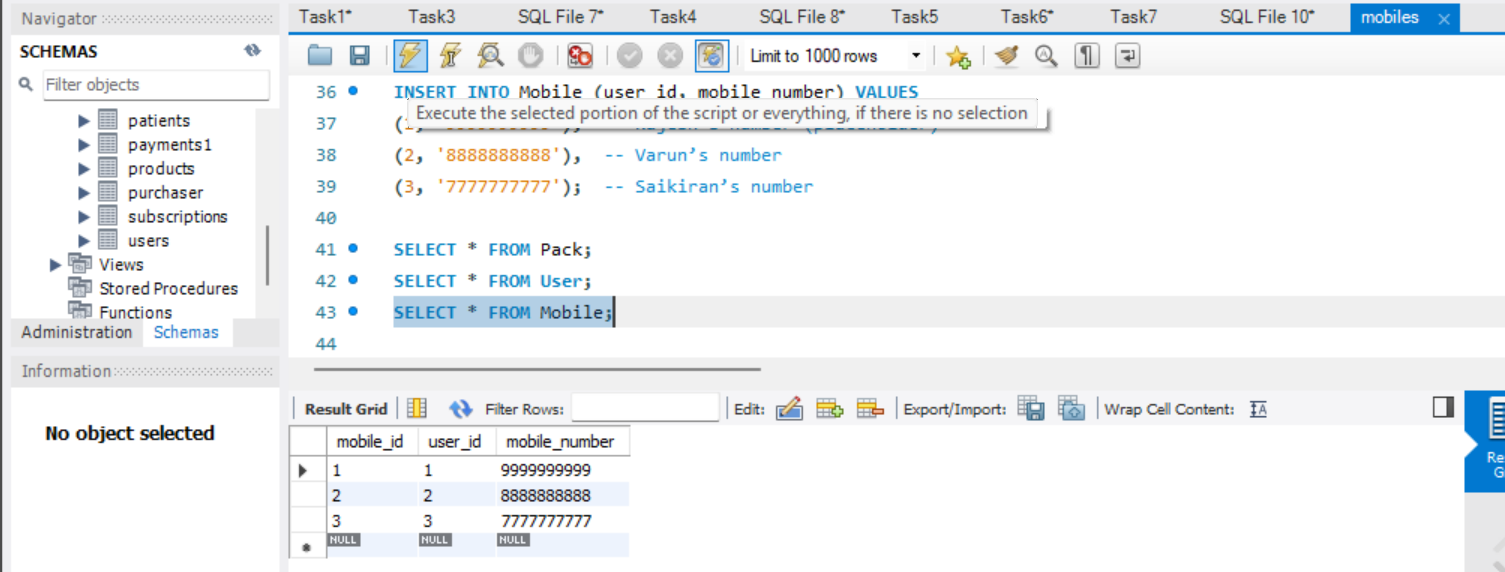 Navigator
Task1* Task3 SQL File 7* Task4 SQL File 8* Task5 Task6* Task7 SQL File 10* mobiles
SCHEMAS
Filter objects
patients
payments1
products
purchaser
subscriptions
users
Views
Stored Procedures
Functions
Administration Schemas
Information
No object selected
Limit to 1000 rows
36 INSERT INTO Mobile (user_id, mobile_number) VALUES
Execute the selected portion of the script or everything, if there is no selection
37
38 (2, '8888888888'), -- Varun’s number
39 (3, '7777777777'); -- Saikiran’s number
40
41 SELECT * FROM Pack;
42 SELECT * FROM User;
43 SELECT * FROM Mobile;
44
Result Grid Filter Rows: Edit: Export/Import: Wrap Cell Content:
mobile_id user_id mobile_number
1 1 9999999999
2 2 8888888888
3 3 7777777777
NULL NULL NULL